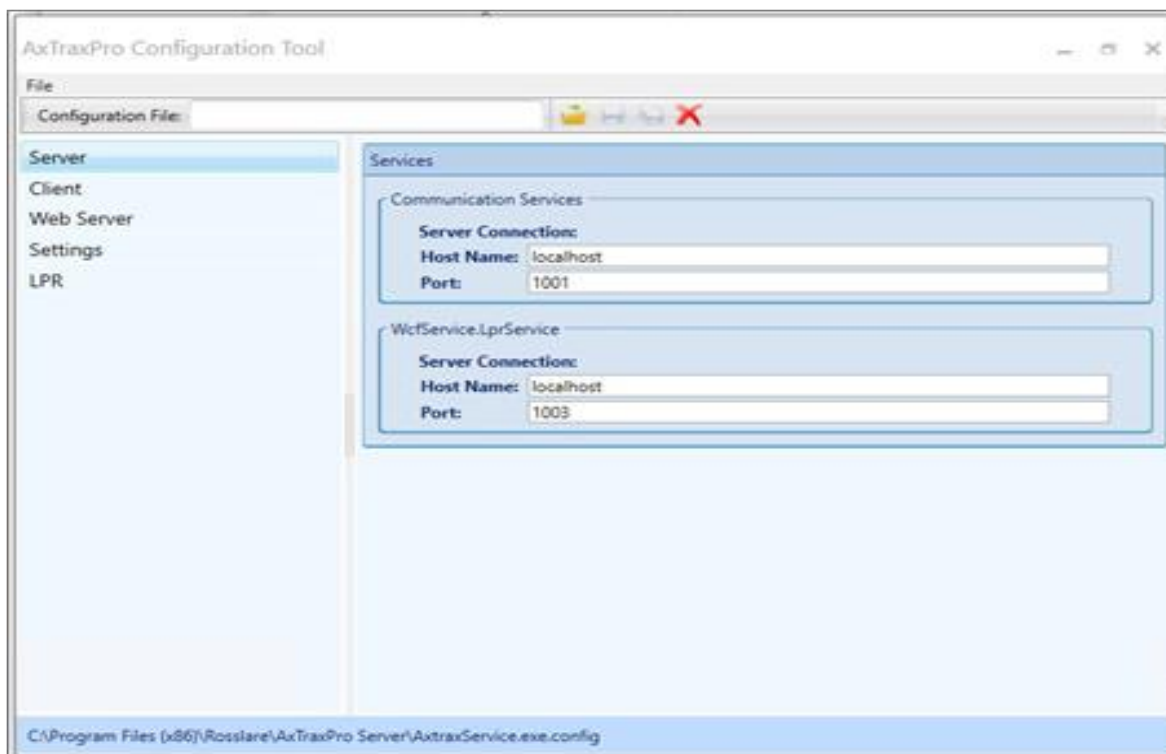 AxTraxPro Configuration Tool
File
Configuration File:
Server
Client
Web Server
Settings
LPR
Services
Communication Services
Server Connection:
Host Name: localhost
Port: 1001
WcfService.LprService
Server Connection:
Host Name: localhost
Port: 1003
C:\Program Files (x86)\Rosslare\AxTraxPro Server\AxtraxService.exe.config